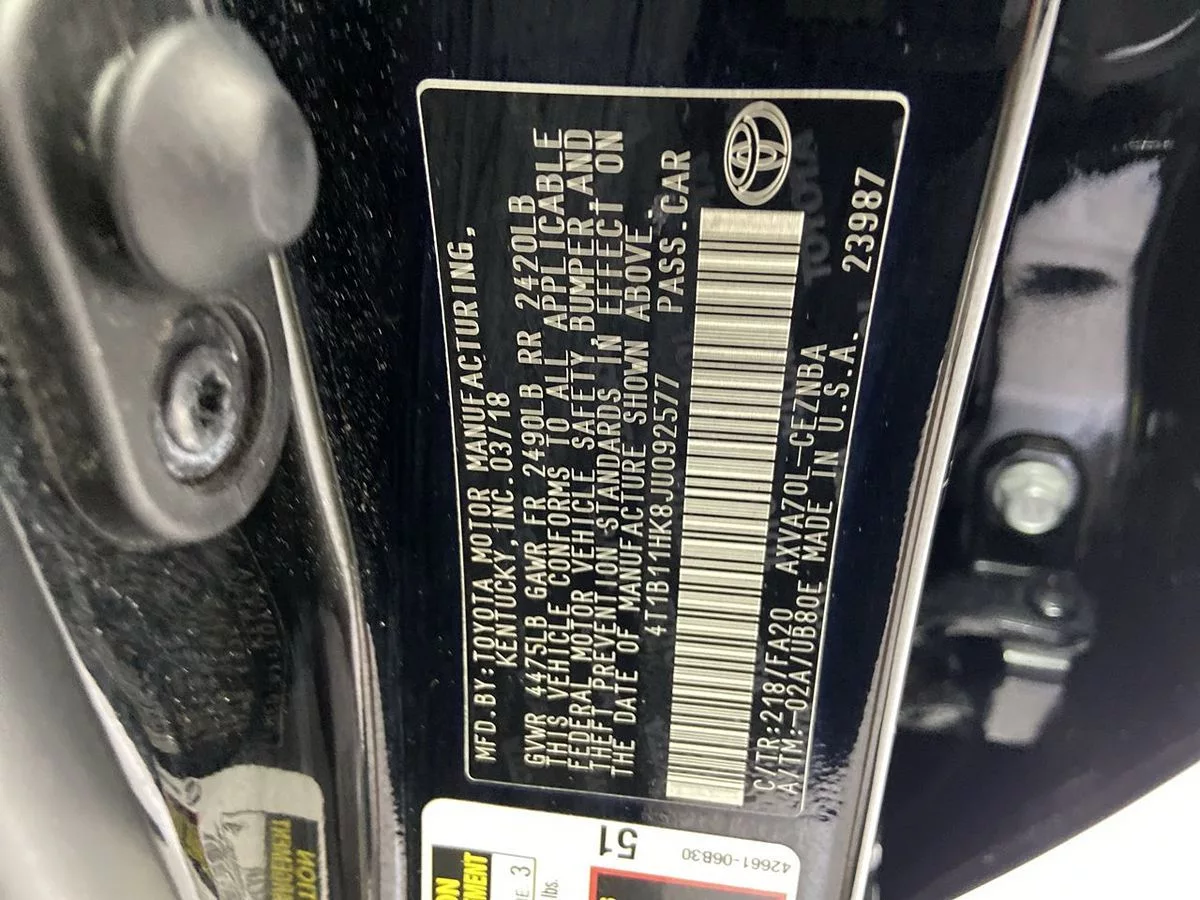 MFD.BY:TOYOTA MOTOR MANUFACTURING,
KENTUCKY,INC.03/18
GVWR 4475LB GAWR FR 2490LB RR 2420LB
THIS VEHICLE CONFORMS TO ALL APPLICABLE
FEDERAL MOTOR VEHICLE SAFETY,BUMPER,AND
THEFT PREVENTION STANDARDS IN EFFECT ON
THE DATE OF MANUFACTURE SHOWN ABOVE.
4T1B11HK8JU092577 PASS.CAR
C/TR:218/FA20 AXVA70L-CEZNBA
A/TM:-02A/UB80E MADE IN U.S.A. 23987
TOYOTA
51
42661-06B30
3
lbs.